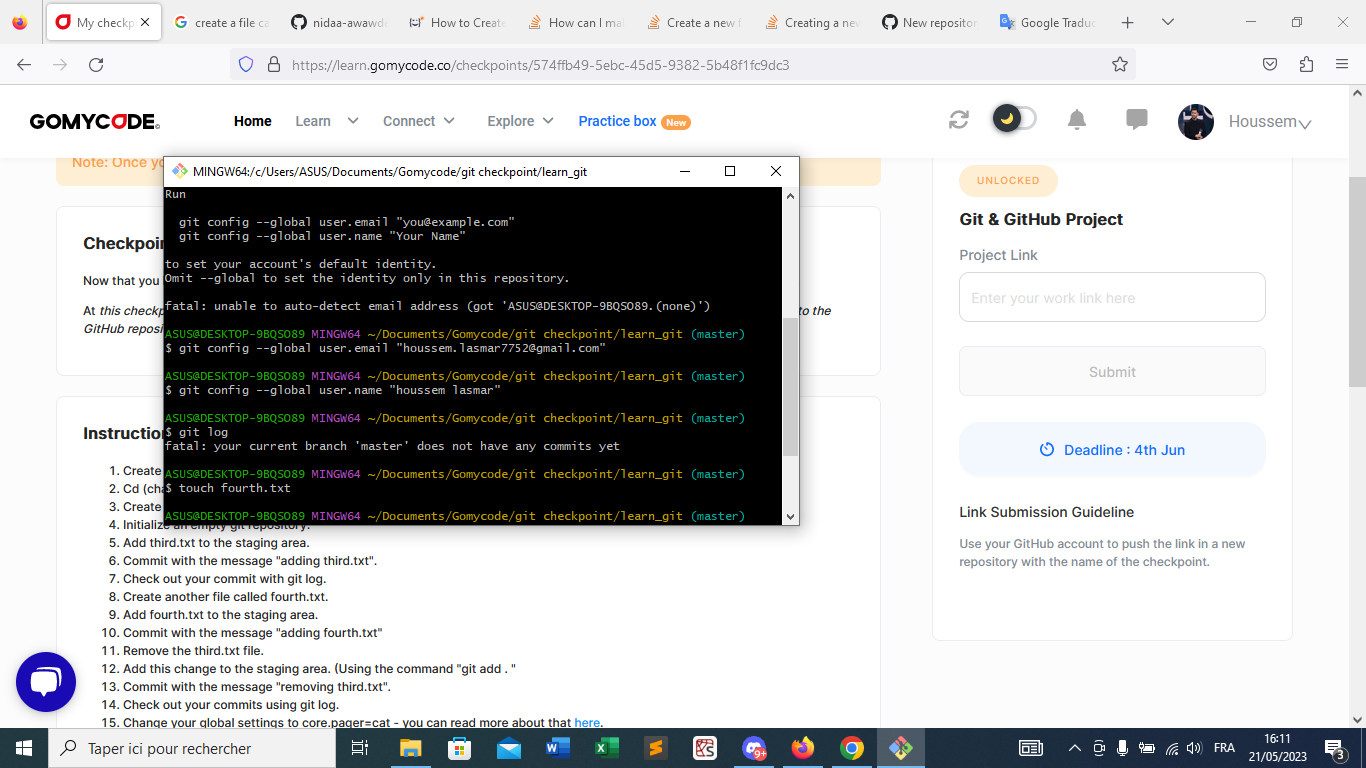 My checkp
create a file ca
nidaa-awawd
How to Create
How can I ma
Create a new f
Creating a new
New repositor
Google Traduc
https://learn.gomycode.co/checkpoints/574ffb49-5ebc-45d5-9382-5b48f1fc9dc3
GOMYCODE
Home
Learn
Connect
Explore
Practice box New
Houssem
Note: Once yo
MINGW64:/c/Users/ASUS/Documents/Gomycode/git checkpoint/learn_git
Run
git config --global user.email "you@example.com"
git config --global user.name "Your Name"
to set your account's default identity.
Omit --global to set the identity only in this repository.
fatal: unable to auto-detect email address (got 'ASUS@DESKTOP-9BQSO89.(none)')
ASUS@DESKTOP-9BQSO89 MINGW64 ~/Documents/Gomycode/git checkpoint/learn_git (master)
$ git config --global user.email "houssem.lasmar7752@gmail.com"
ASUS@DESKTOP-9BQSO89 MINGW64 ~/Documents/Gomycode/git checkpoint/learn_git (master)
$ git config --global user.name "houssem lasmar"
ASUS@DESKTOP-9BQSO89 MINGW64 ~/Documents/Gomycode/git checkpoint/learn_git (master)
$ git log
fatal: your current branch 'master' does not have any commits yet
ASUS@DESKTOP-9BQSO89 MINGW64 ~/Documents/Gomycode/git checkpoint/learn_git (master)
$ touch fourth.txt
ASUS@DESKTOP-9BQSO89 MINGW64 ~/Documents/Gomycode/git checkpoint/learn_git (master)
Checkpoi
Now that you
At this checkp
to the
GitHub reposi
Instruction
1. Create
2. Cd (cha
3. Create
4. Initialize an empty git repository.
5. Add third.txt to the staging area.
6. Commit with the message "adding third.txt".
7. Check out your commit with git log.
8. Create another file called fourth.txt.
9. Add fourth.txt to the staging area.
10. Commit with the message "adding fourth.txt"
11. Remove the third.txt file.
12. Add this change to the staging area. (Using the command "git add . "
13. Commit with the message "removing third.txt".
14. Check out your commits using git log.
15. Change your global settings to core.pager=cat - you can read more about that here.
UNLOCKED
Git & GitHub Project
Project Link
Enter your work link here
Submit
Deadline : 4th Jun
Link Submission Guideline
Use your GitHub account to push the link in a new
repository with the name of the checkpoint.
Taper ici pour rechercher
9+
FRA
16:11
21/05/2023
3